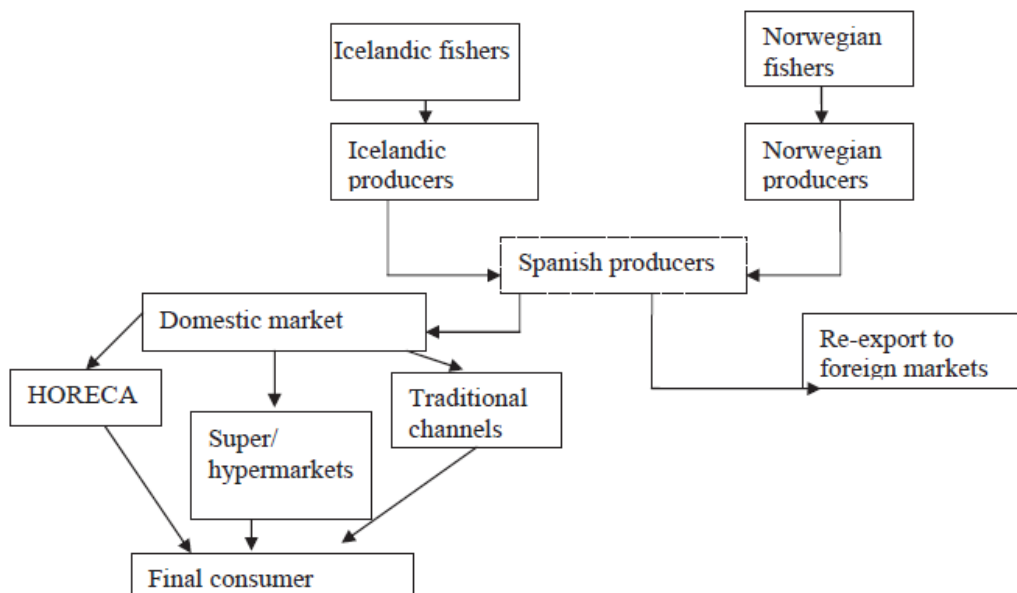 Icelandic fishers
Norwegian
fishers
Icelandic
producers
Norwegian
producers
Spanish producers
Domestic market
Re-export to
foreign markets
HORECA
Traditional
channels
Super/
hypermarkets
Final consumer